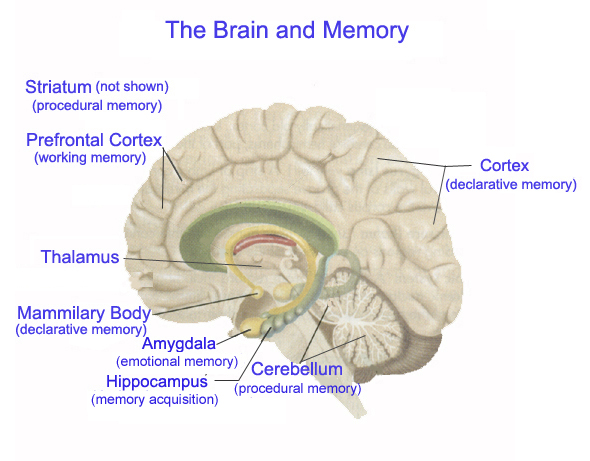 The Brain and Memory
Striatum (not shown)
(procedural memory)
Prefrontal Cortex
(working memory)
Cortex
(declarative memory)
Thalamus
Mammilary Body
(declarative memory)
Amygdala
(emotional memory)
Hippocampus
(memory acquisition)
Cerebellum
(procedural memory)